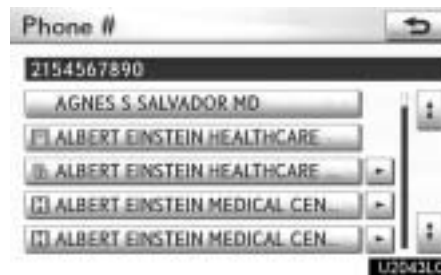 Phone #
2154567890
AGNES S SALVADOR MD
ALBERT EINSTEIN HEALTHCARE
ALBERT EINSTEIN HEALTHCARE
ALBERT EINSTEIN MEDICAL CEN...
ALBERT EINSTEIN MEDICAL CEN...
U2043LC